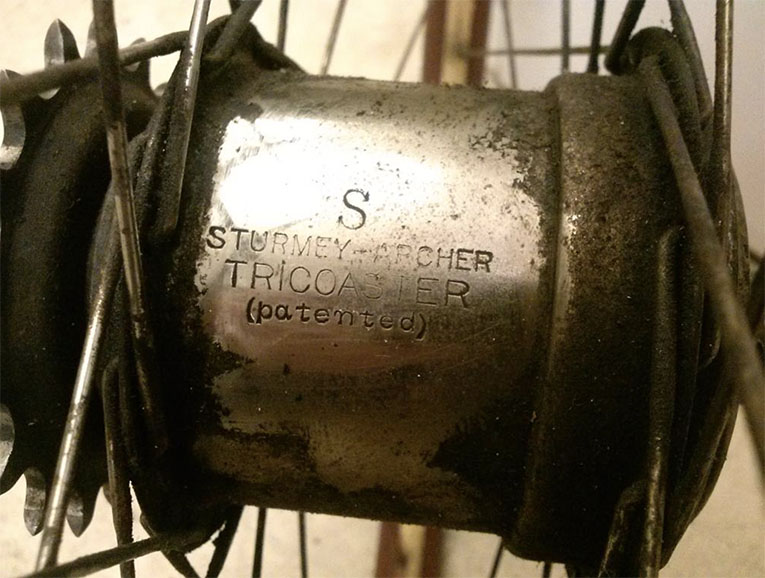 S
STURMEY-ARCHER
TRICOASTER
(patented)